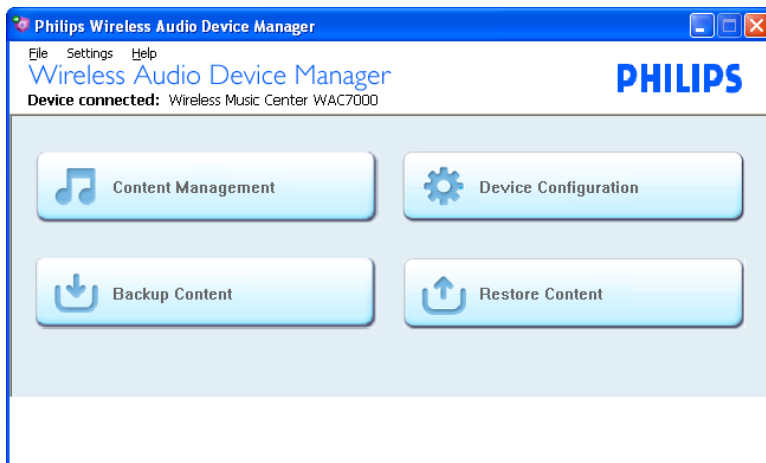 Philips Wireless Audio Device Manager
File Settings Help
Wireless Audio Device Manager
PHILIPS
Device connected: Wireless Music Center WAC7000
Content Management
Device Configuration
Backup Content
Restore Content